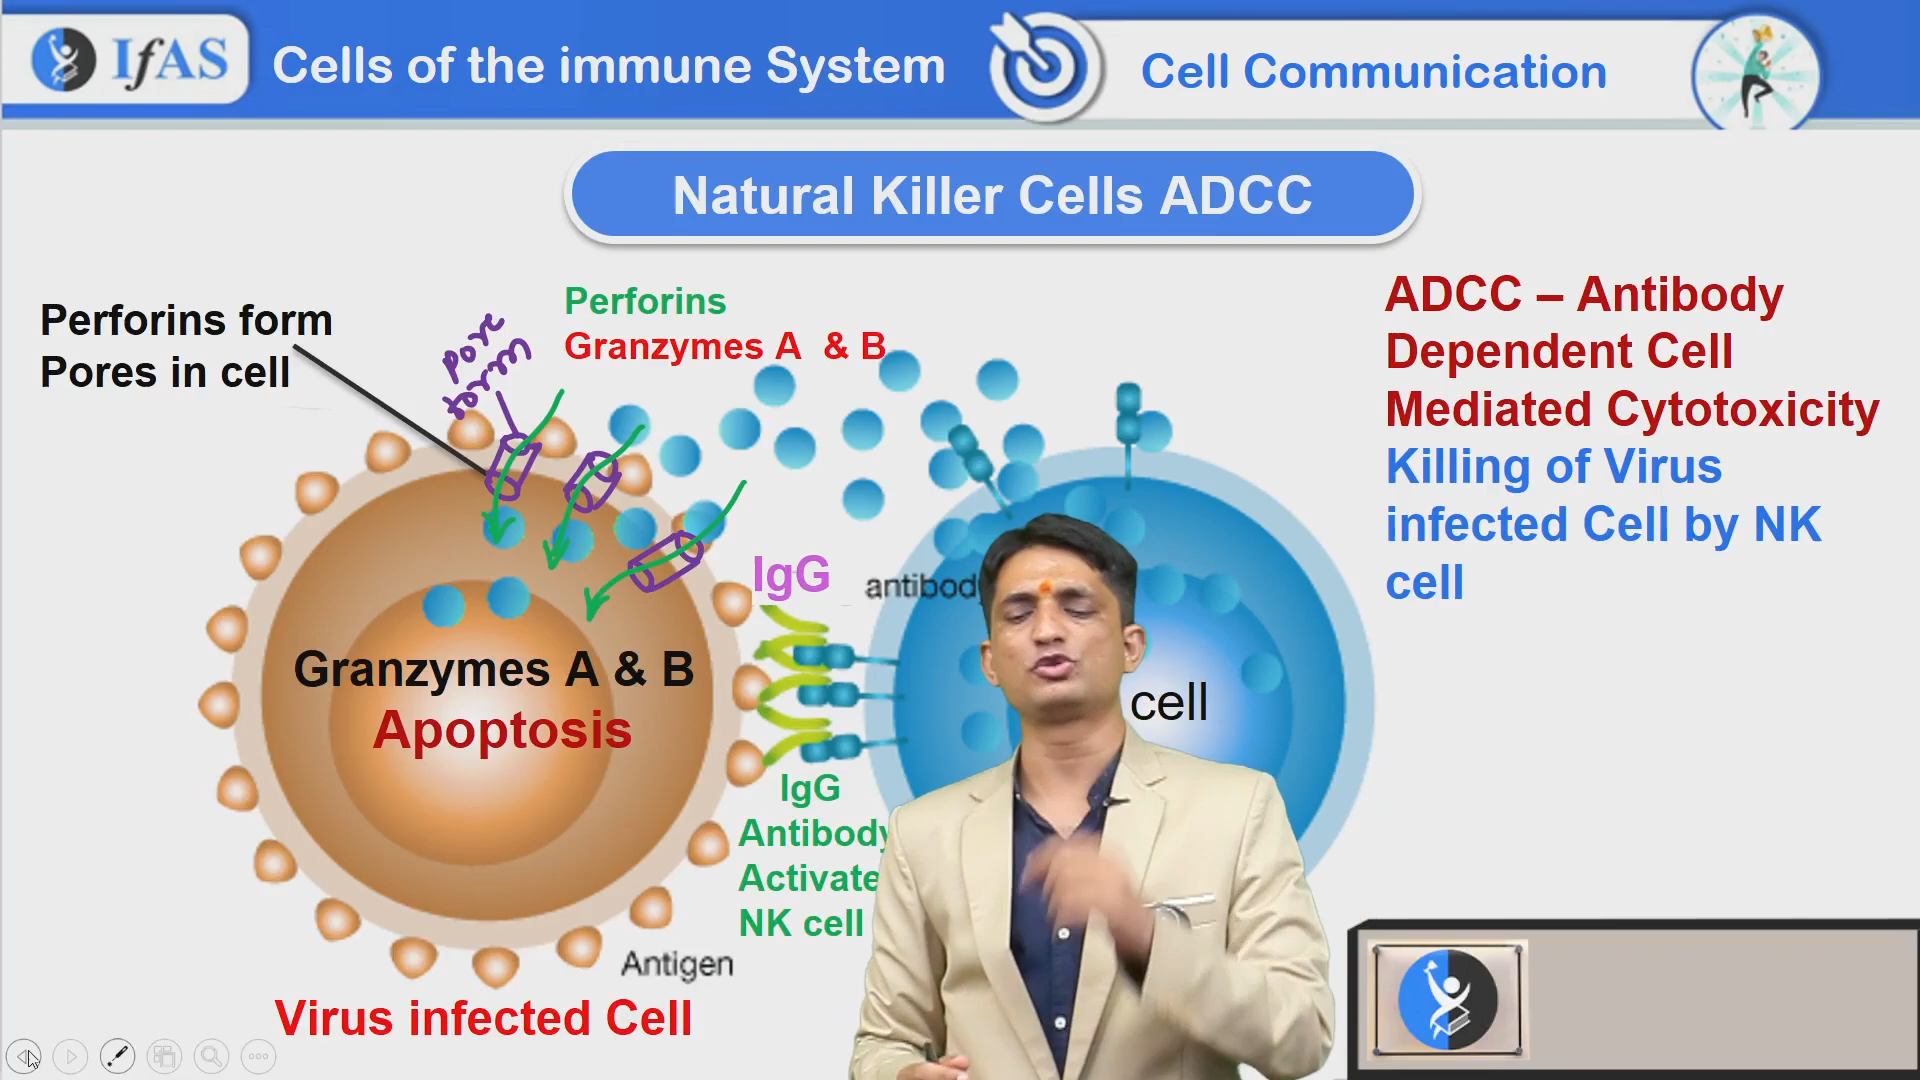 IfAS
Cells of the immune System
Cell Communication
Natural Killer Cells ADCC
Perforins form
Pores in cell
pore
form
Perforins
Granzymes A & B
ADCC – Antibody
Dependent Cell
Mediated Cytotoxicity
Killing of Virus
infected Cell by NK
cell
IgG
antibody
Granzymes A & B
Apoptosis
cell
IgG
Antibody
Activate
NK cell
Antigen
Virus infected Cell